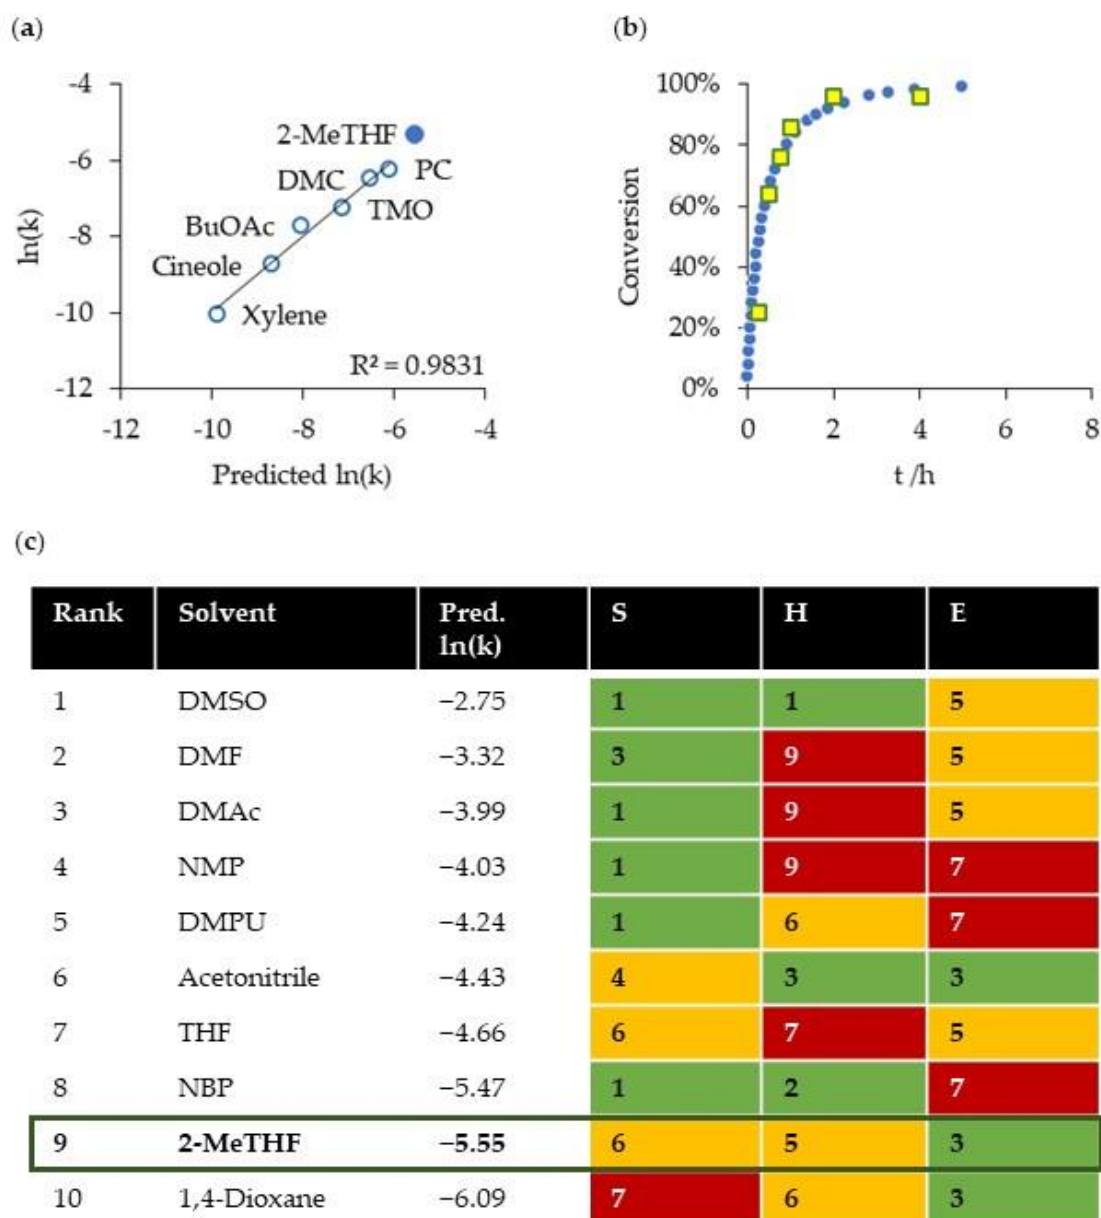 (a)
-4
-6
-8
-10
-12
ln(k)
2-MeTHF
DMC
PC
TMO
BuOAc
Cineole
Xylene
R² = 0.9831
-12 -10 -8 -6 -4
Predicted ln(k)
(b)
100%
80%
60%
40%
20%
0%
Conversion
0 2 4 6 8
t /h
(c)
Rank Solvent Pred. ln(k) S H E
1 DMSO −2.75 1 1 5
2 DMF −3.32 3 9 5
3 DMAc −3.99 1 9 5
4 NMP −4.03 1 9 7
5 DMPU −4.24 1 6 7
6 Acetonitrile −4.43 4 3 3
7 THF −4.66 6 7 5
8 NBP −5.47 1 2 7
9 2-MeTHF −5.55 6 5 3
10 1,4-Dioxane −6.09 7 6 3